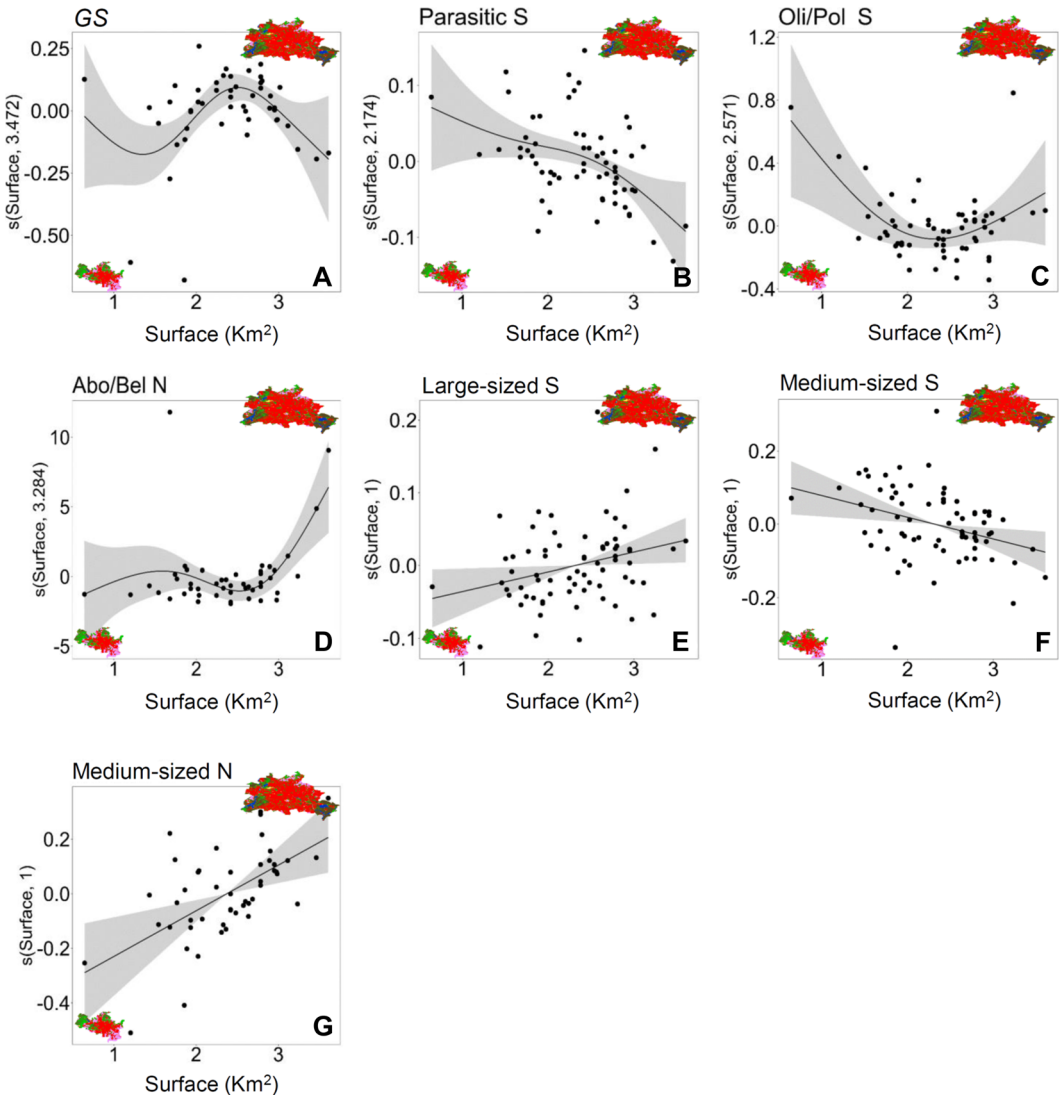 GS
0.25
0.00
-0.25
-0.50
s(Surface, 3.472)
1
2
3
Surface (Km²)
A
Parasitic S
0.1
0.0
-0.1
s(Surface, 2.174)
1
2
3
Surface (Km²)
B
Oli/Pol S
1.2
0.8
0.4
0.0
-0.4
s(Surface, 2.571)
1
2
3
Surface (Km²)
C
Abo/Bel N
10
5
0
-5
s(Surface, 3.284)
1
2
3
Surface (Km²)
D
Large-sized S
0.2
0.1
0.0
-0.1
s(Surface, 1)
1
2
3
Surface (Km²)
E
Medium-sized S
0.2
0.0
-0.2
s(Surface, 1)
1
2
3
Surface (Km²)
F
Medium-sized N
0.2
0.0
-0.2
-0.4
s(Surface, 1)
1
2
3
Surface (Km²)
G